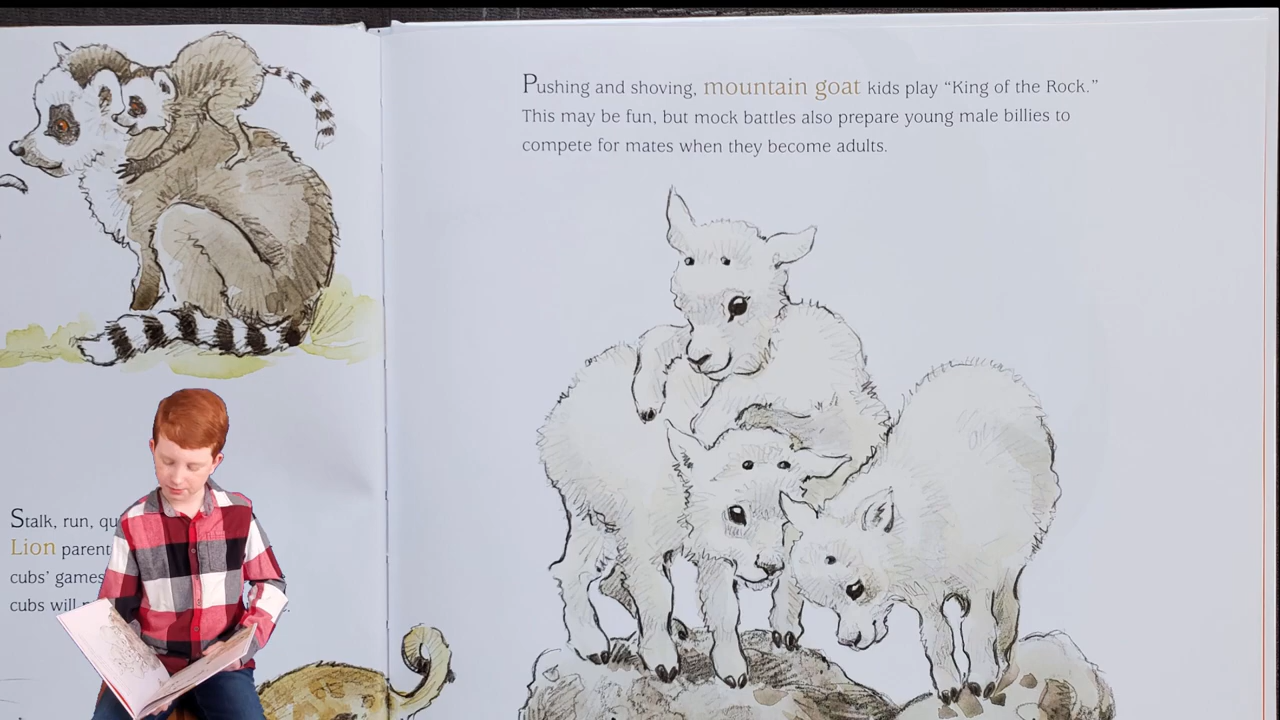 Stalk, run, qu
Lion parent
cubs' games
cubs will
Pushing and shoving, mountain goat kids play “King of the Rock.”
This may be fun, but mock battles also prepare young male billies to
compete for mates when they become adults.